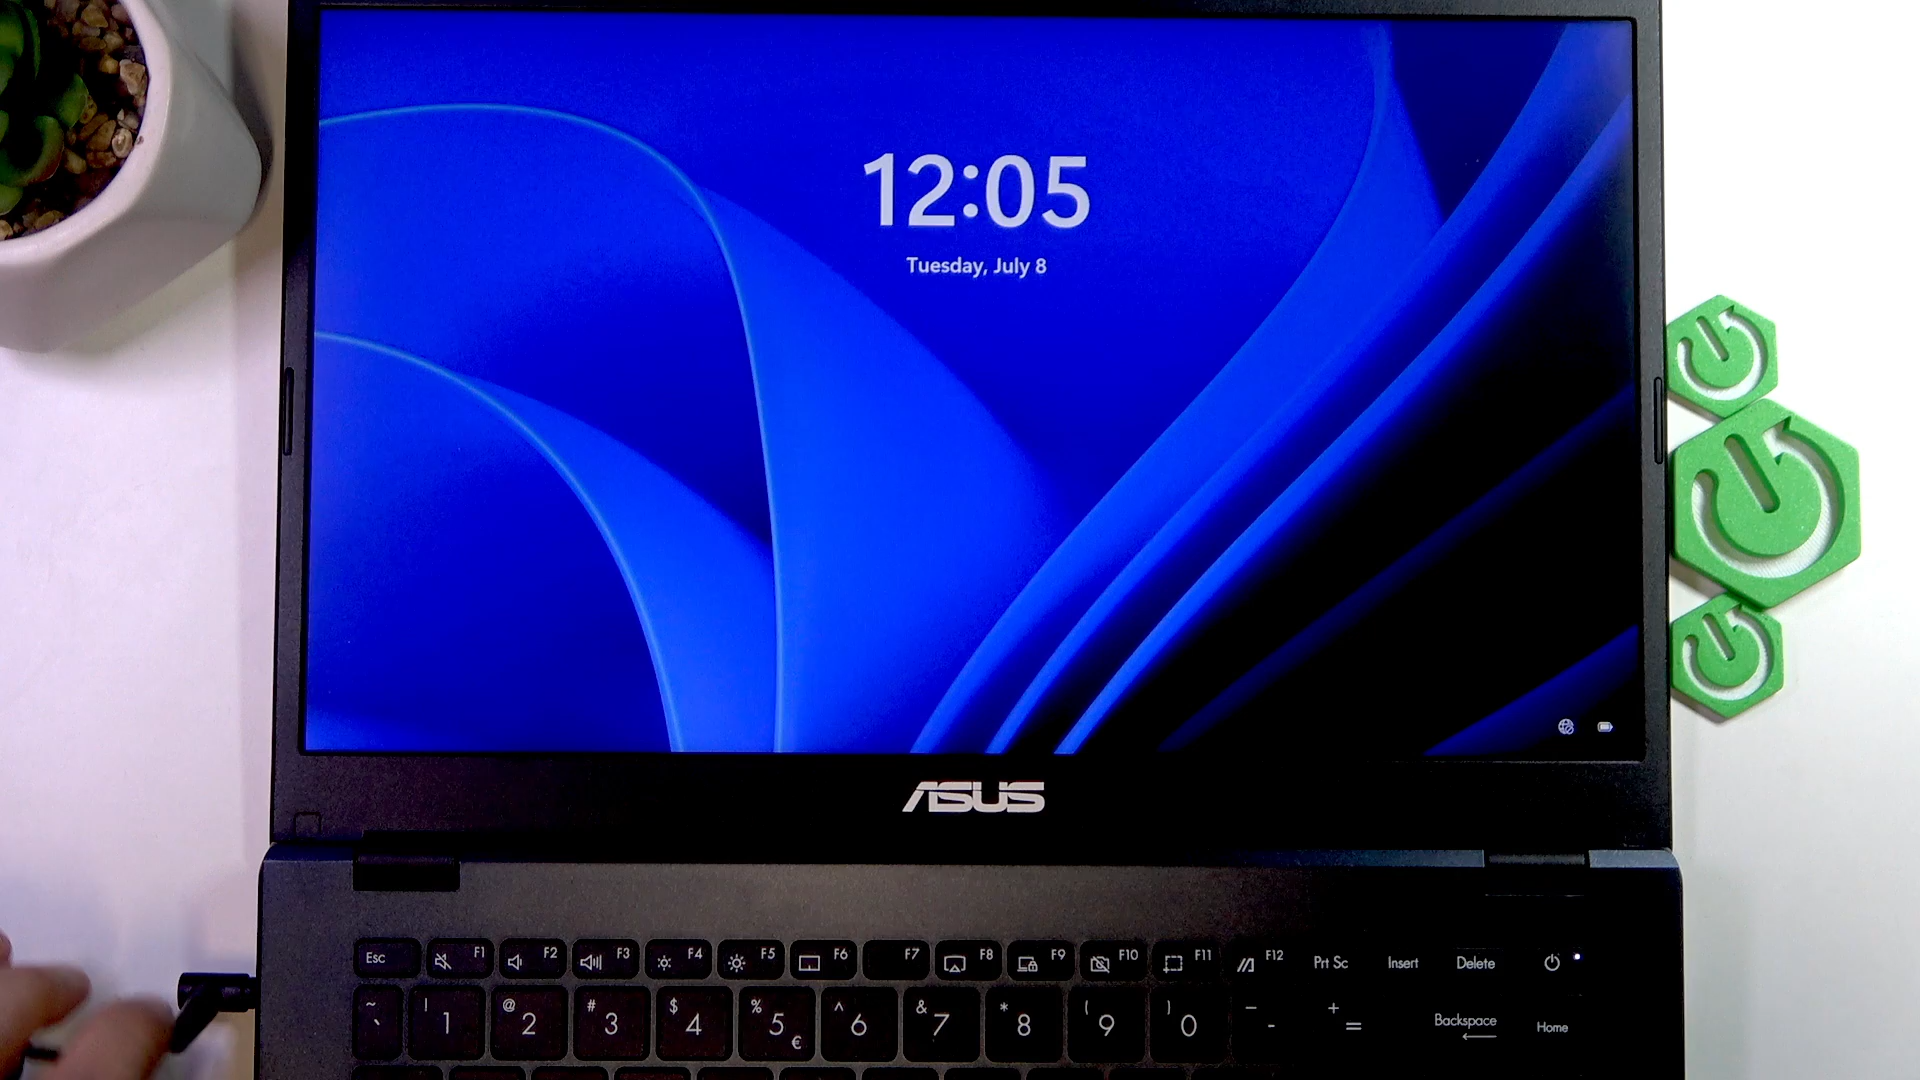 12:05
Tuesday, July 8
ASUS
Esc F1 F2 F3 F4 F5 F6 F7 F8 F9 F10 F11 F12 Prt Sc Insert Delete
~ ` ! 1 @ 2 # 3 $ 4 % 5 € ^ 6 & 7 * 8 ( 9 ) 0 _ - + = Backspace Home